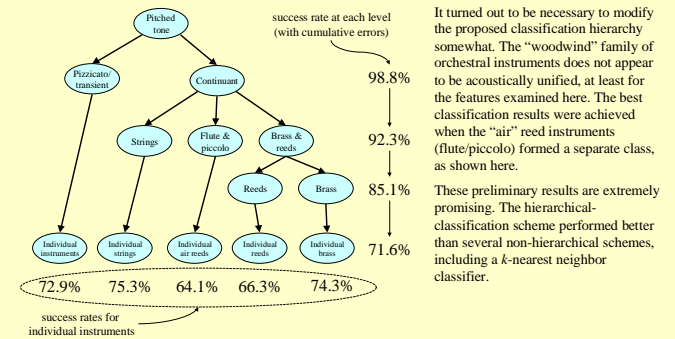 Pitched
tone
success rate at each level
(with cumulative errors)
Pizzicato/
transient
Continuant
98.8%
Strings
Flute &
piccolo
Brass &
reeds
92.3%
Reeds
Brass
85.1%
Individual
instruments
Individual
strings
Individual
air reeds
Individual
reeds
Individual
brass
71.6%
72.9%
75.3%
64.1%
66.3%
74.3%
success rates for
individual instruments
It turned out to be necessary to modify
the proposed classification hierarchy
somewhat. The “woodwind” family of
orchestral instruments does not appear
to be acoustically unified, at least for
the features examined here. The best
classification results were achieved
when the “air” reed instruments
(flute/piccolo) formed a separate class,
as shown here.
These preliminary results are extremely
promising. The hierarchical-
classification scheme performed better
than several non-hierarchical schemes,
including a k-nearest neighbor
classifier.